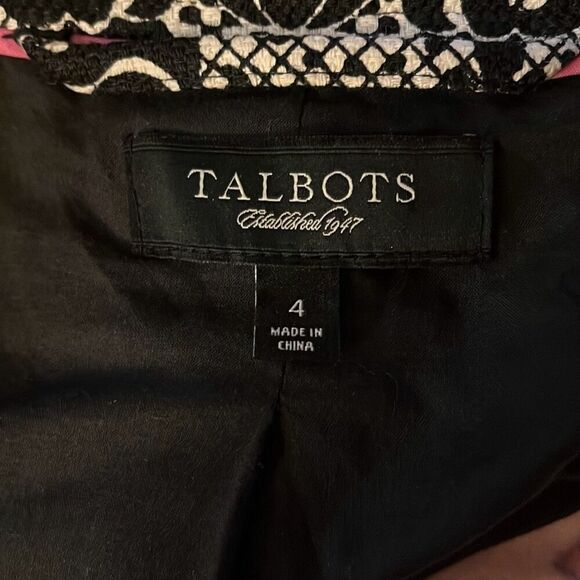 TALBOTS
Established 1947
4
MADE IN
CHINA